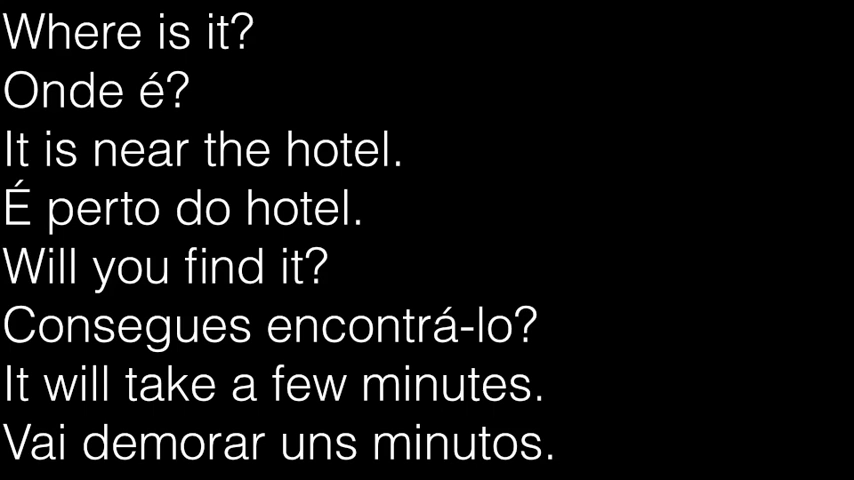 Where is it?
Onde é?
It is near the hotel.
É perto do hotel.
Will you find it?
Consegues encontrá-lo?
It will take a few minutes.
Vai demorar uns minutos.